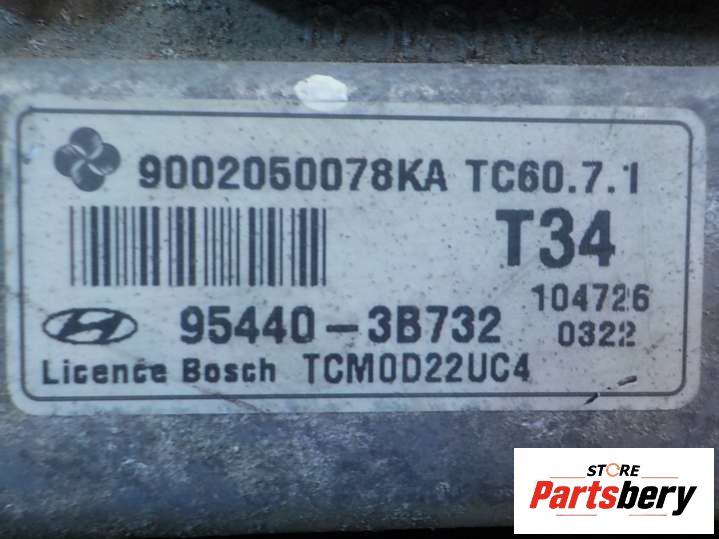 9002050078KA TC60.7.1
T34
104726
95440-3B732 0322
Licence Bosch TCM0D22UC4
STORE
Partsbery